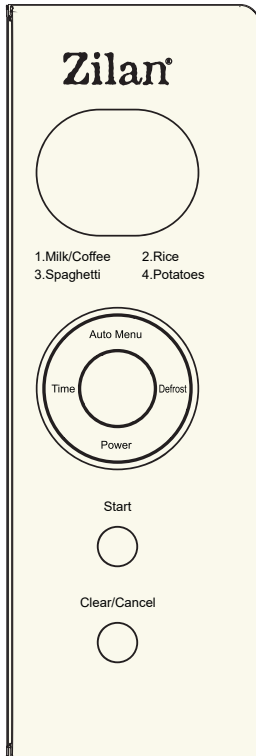 Zilan®
1.Milk/Coffee 2.Rice
3.Spaghetti 4.Potatoes
Auto Menu
Time Defrost
Power
Start
Clear/Cancel